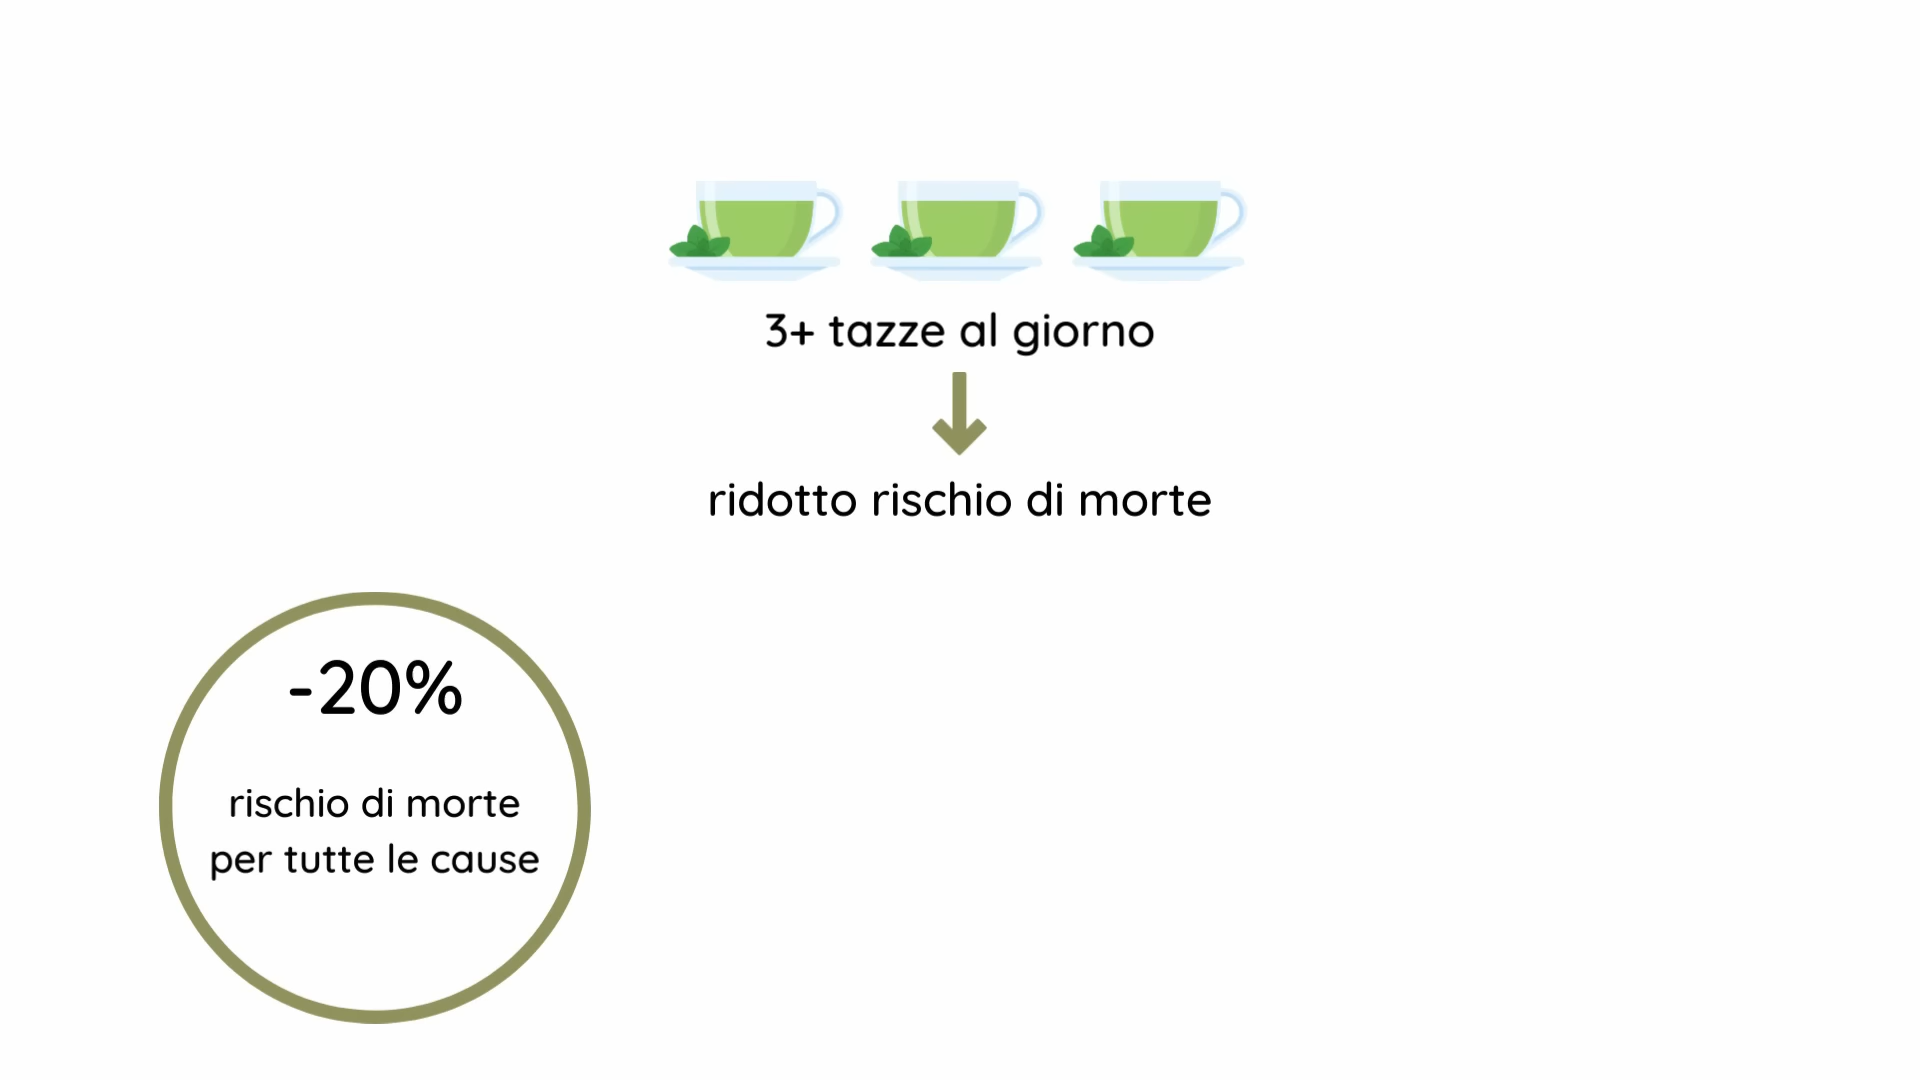 3+ tazze al giorno
ridotto rischio di morte
-20%
rischio di morte
per tutte le cause